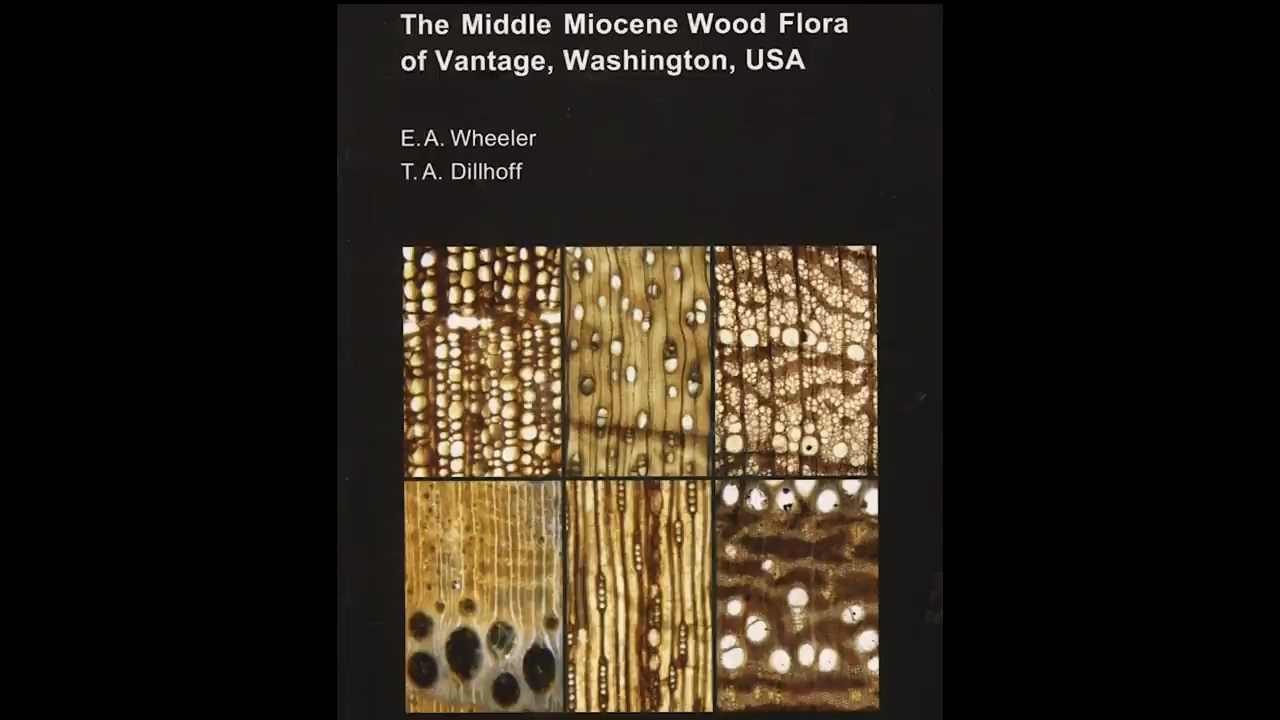 The Middle Miocene Wood Flora
of Vantage, Washington, USA
E. A. Wheeler
T. A. Dillhoff